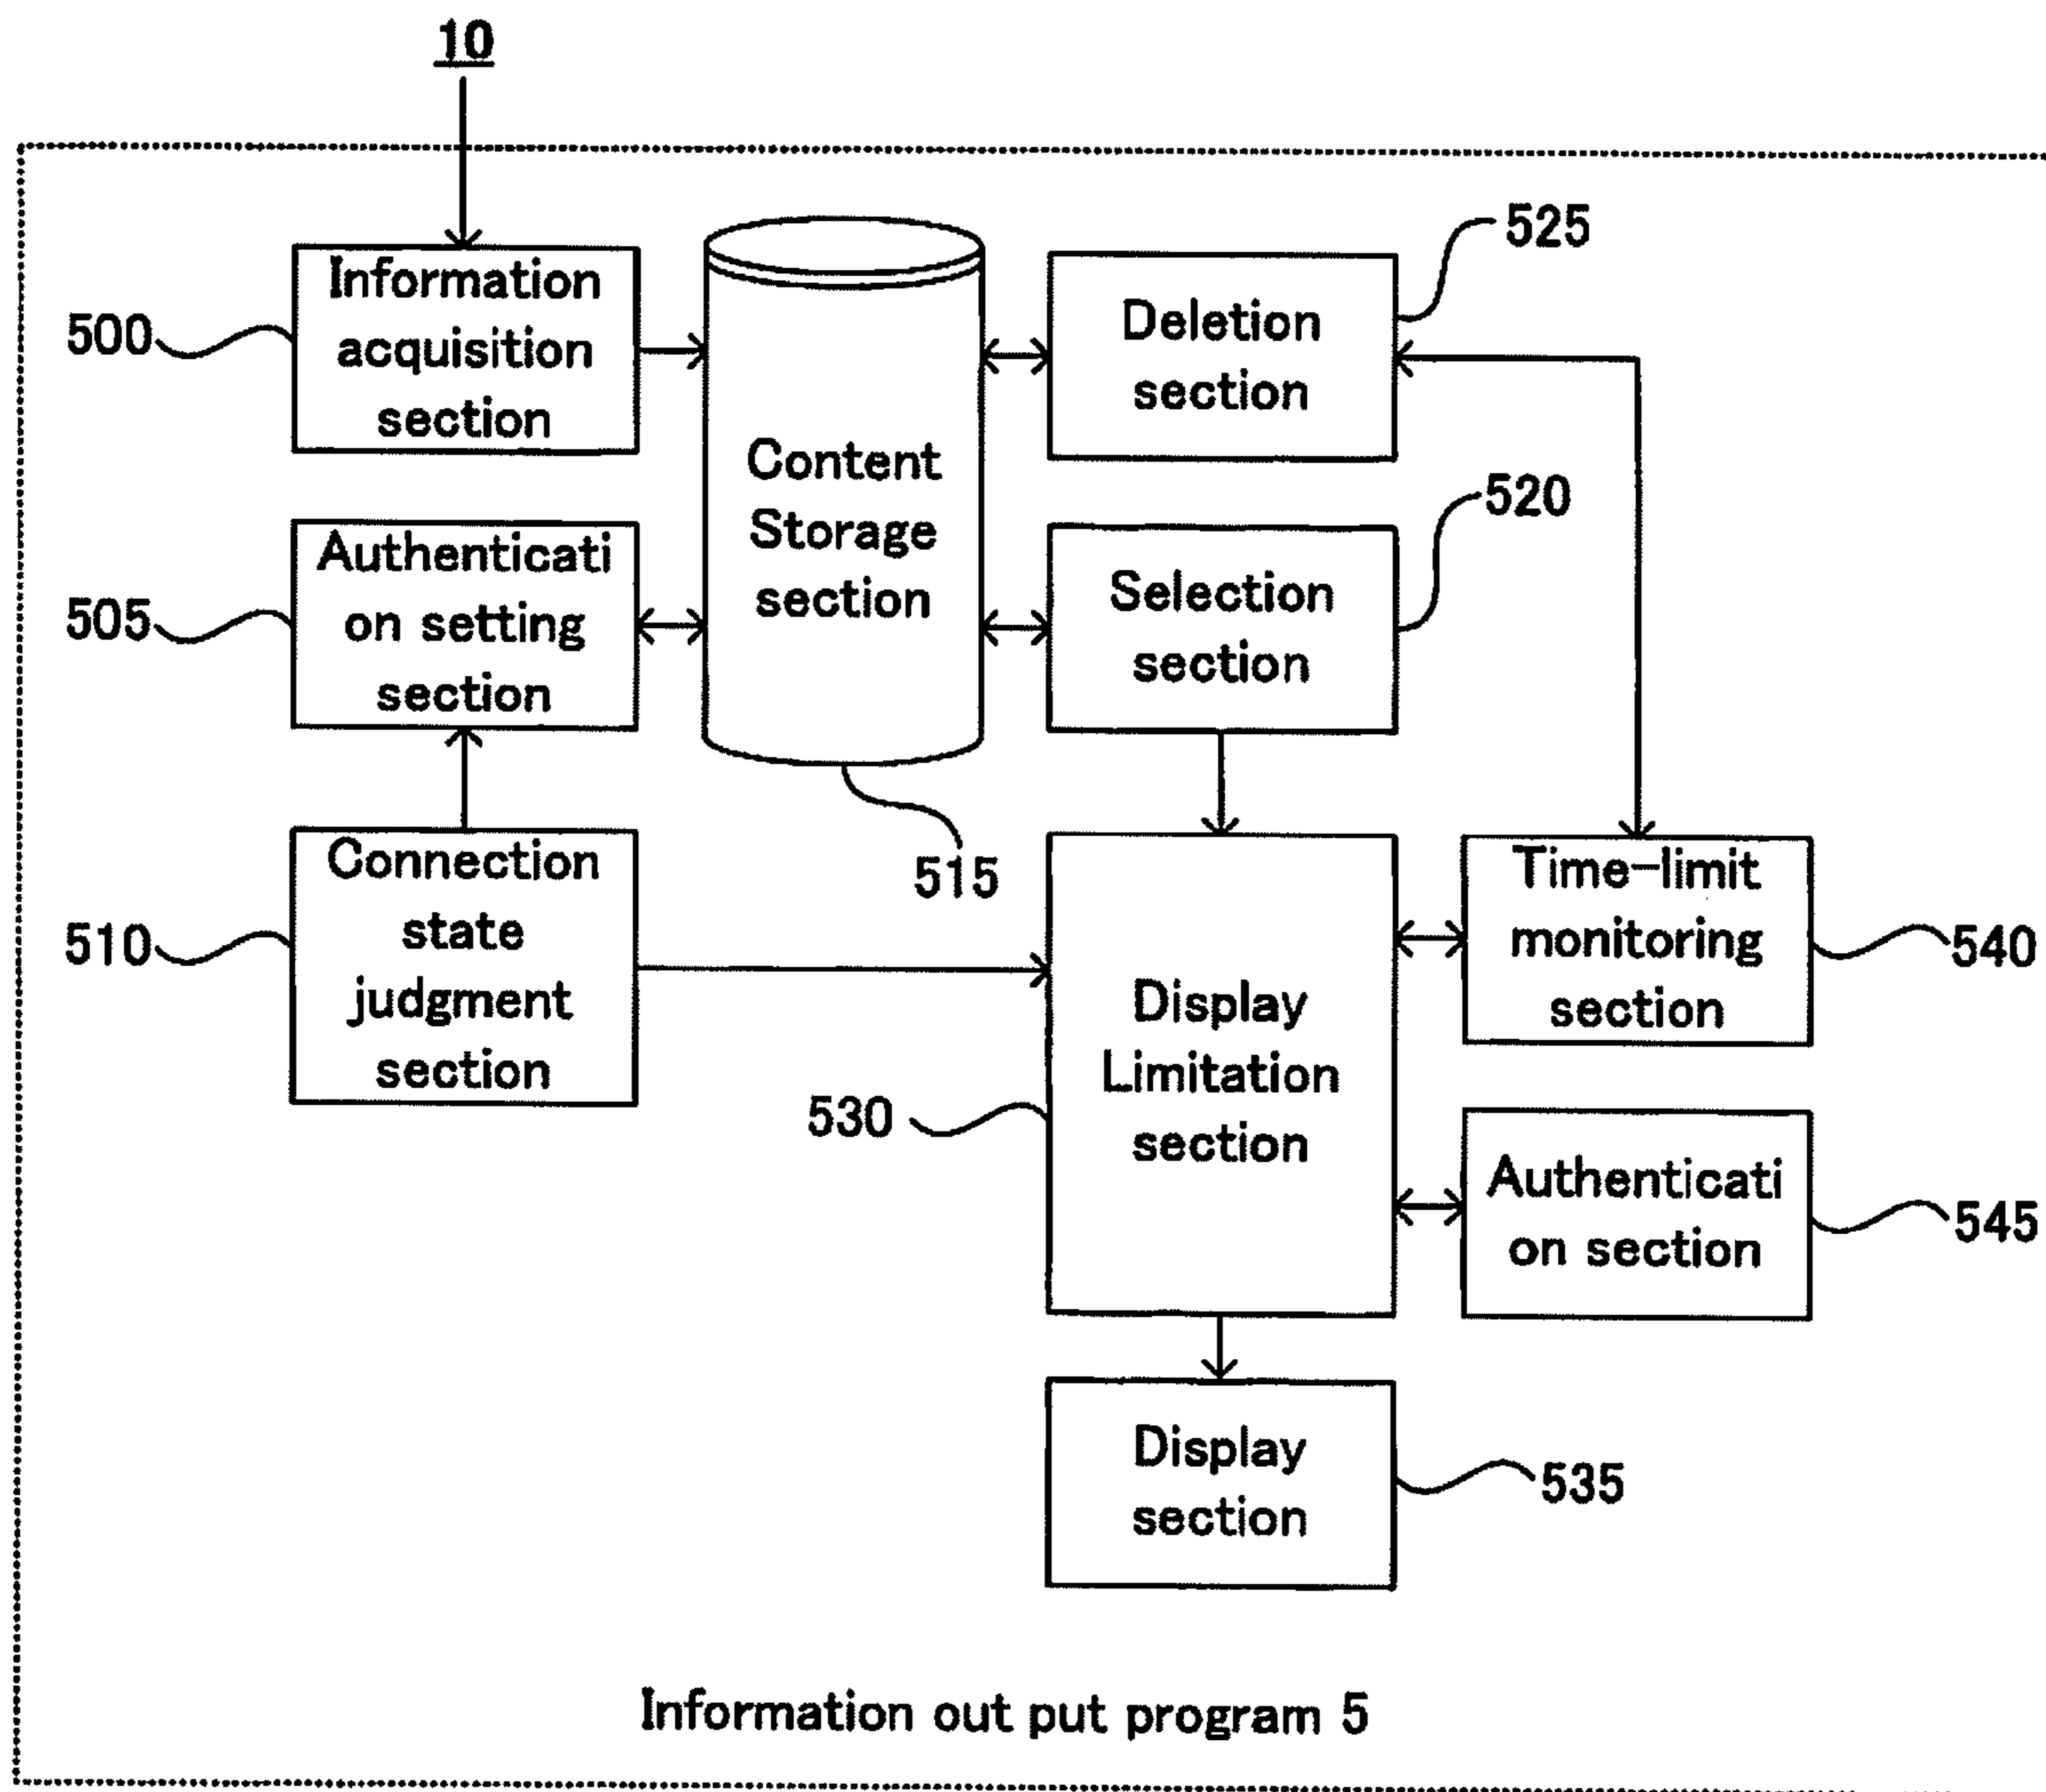 10
Information
acquisition
section
500
Authenticati
on setting
section
505
Connection
state
judgment
section
510
Content
Storage
section
515
Deletion
section
525
Selection
section
520
Display
Limitation
section
530
Time-limit
monitoring
section
540
Authenticati
on section
545
Display
section
535
Information out put program 5